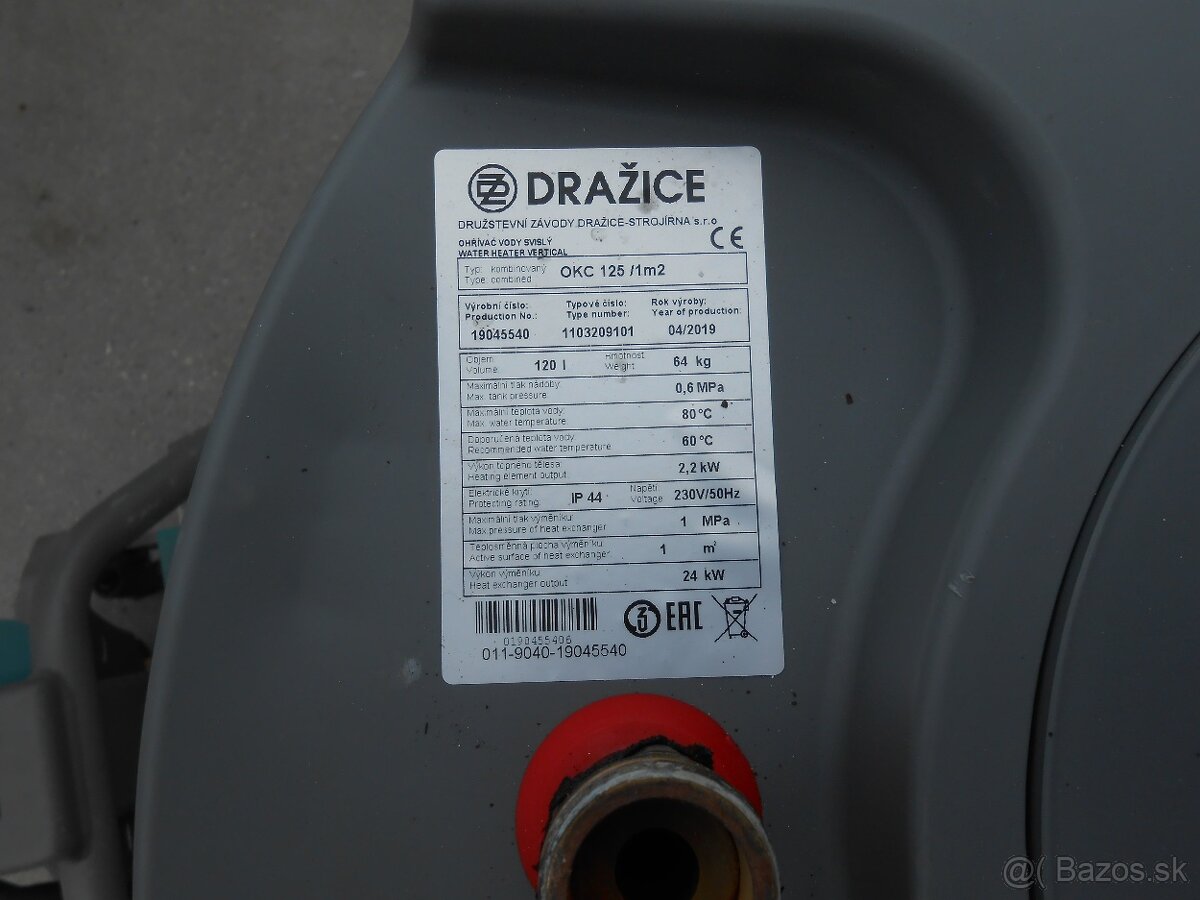 DZ DRAŽICE
DRUŽSTEVNÍ ZÁVODY DRAŽICE-STROJÍRNA s.r.o
OHŘÍVAČ VODY SVISLÝ
WATER HEATER VERTICAL
CE
Typ: kombinovaný
Type: combined
OKC 125 /1m2
Výrobní číslo: Typové číslo: Rok výroby:
Production No.: Type number: Year of production:
19045540 1103209101 04/2019
Objem Hmotnost
Volume: 120 l Weight 64 kg
Maximální tlak nádoby:
Max. tank pressure 0,6 MPa
Maximální teplota vody:
Max. water temperature 80°C
Doporučená teplota vody
Recommended water temperature 60°C
Výkon topného tělesa:
Heating element output: 2,2 kW
Elektrické krytí: Napětí:
Protecting rating: IP 44 Voltage 230V/50Hz
Maximální tlak výměníku:
Max pressure of heat exchanger 1 MPa
Teplosměnná plocha výměníku
Active surface of heat exchanger 1 m²
Výkon výměníku
Heat exchanger output 24 kW
0190455406
EAC
011-9040-19045540
@( Bazos.sk